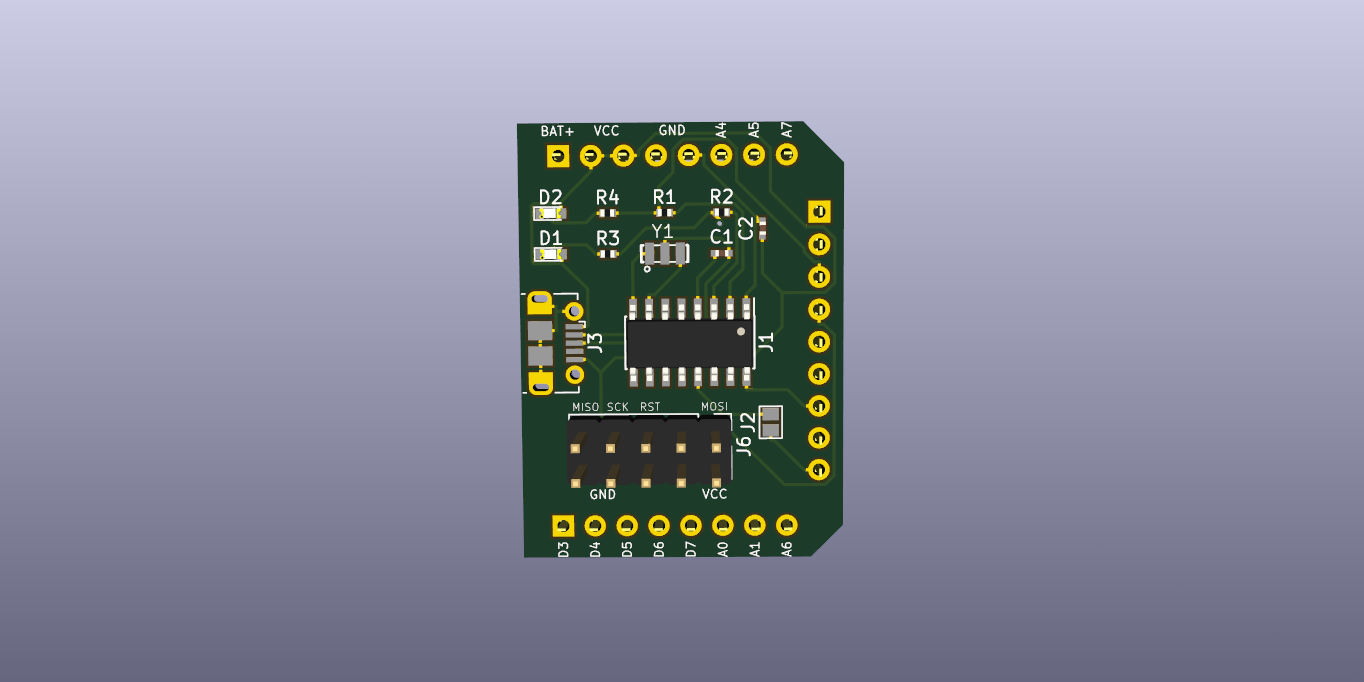 BAT+ VCC GND A4 A5 A7
D2 R4 R1 R2
C2
D1 R3 Y1 C1
J3 J1
MISO SCK RST MOSI
J2
J6
GND VCC
D3 D4 D5 D6 D7 A0 A1 A6